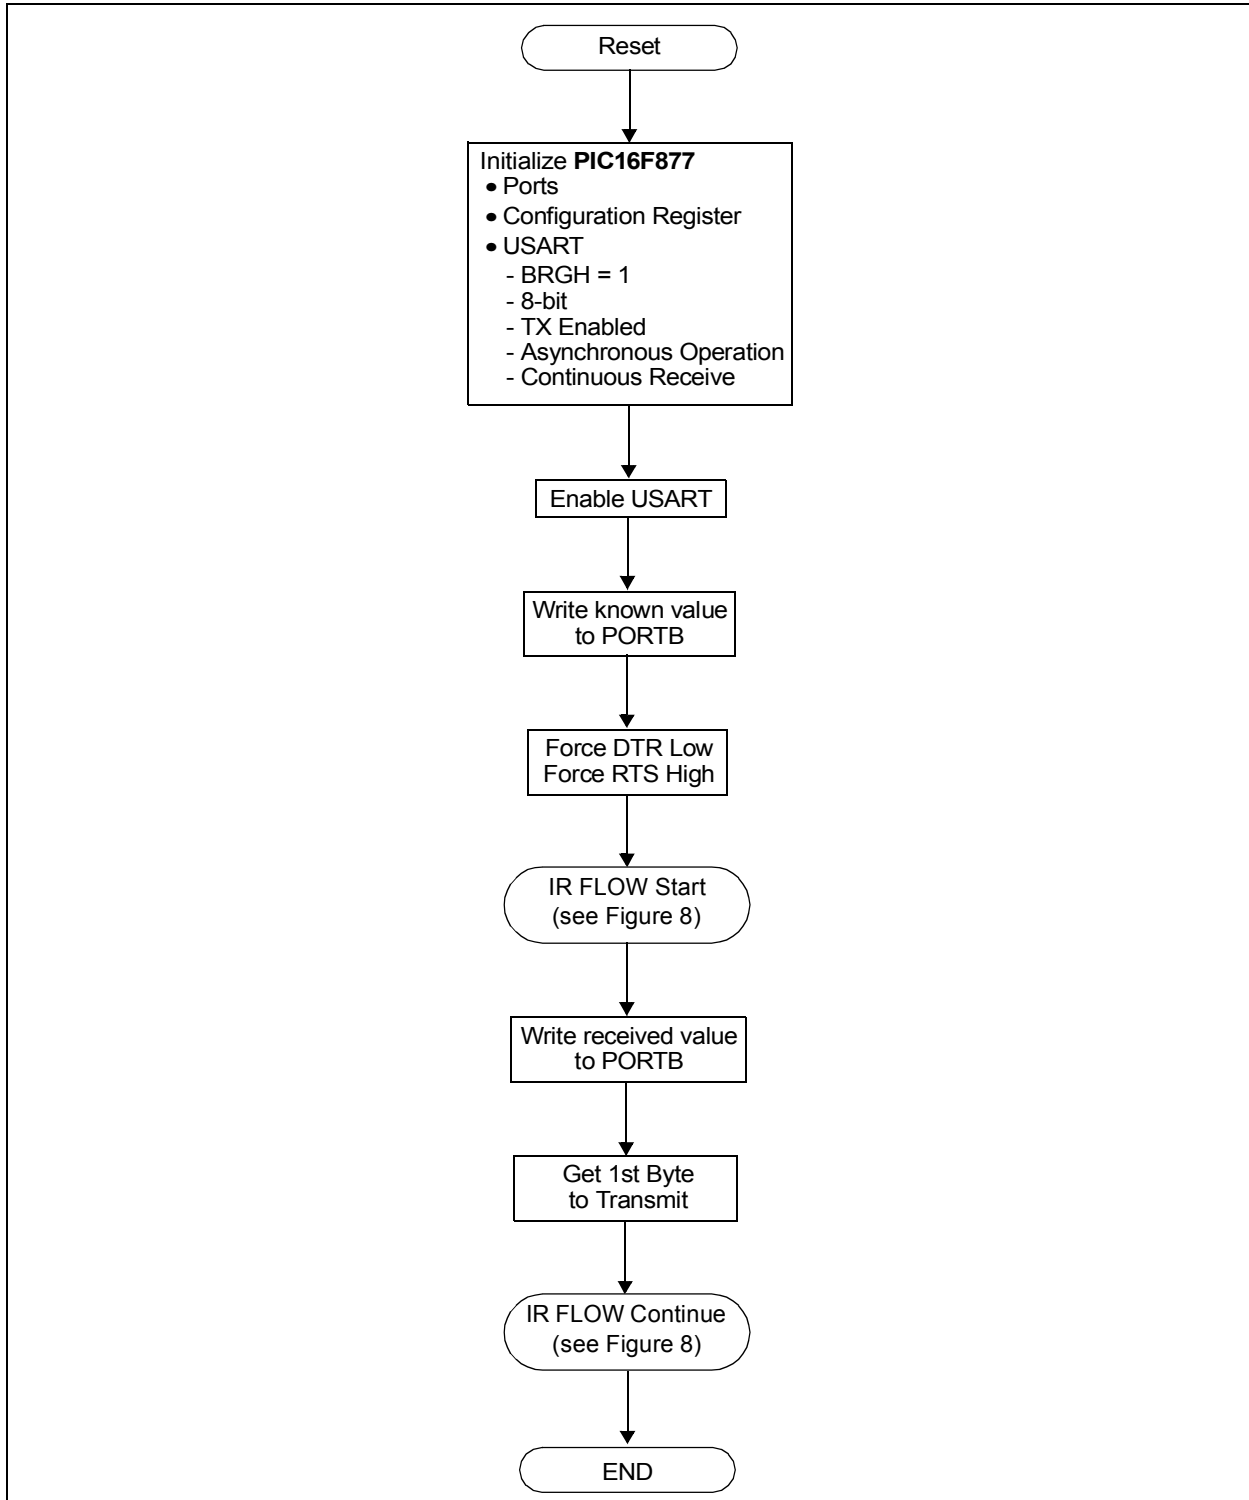 Reset
Initialize PIC16F877
• Ports
• Configuration Register
• USART
- BRGH = 1
- 8-bit
- TX Enabled
- Asynchronous Operation
- Continuous Receive
Enable USART
Write known value
to PORTB
Force DTR Low
Force RTS High
IR FLOW Start
(see Figure 8)
Write received value
to PORTB
Get 1st Byte
to Transmit
IR FLOW Continue
(see Figure 8)
END